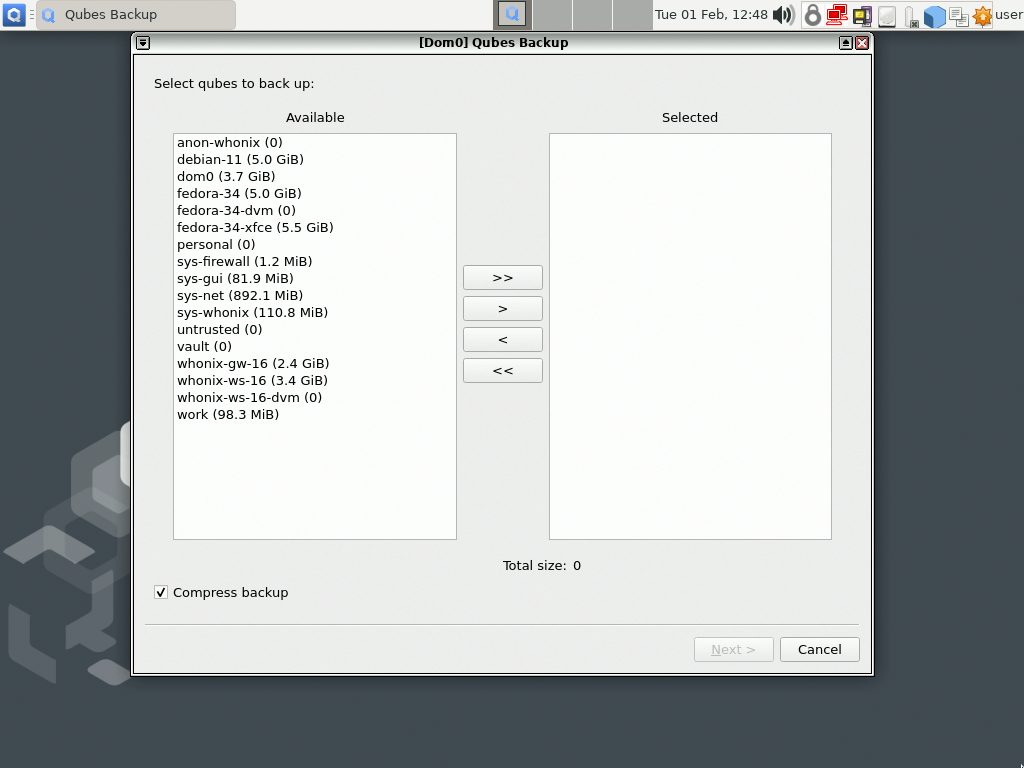 Qubes Backup
Tue 01 Feb, 12:48
user
[Dom0] Qubes Backup
Select qubes to back up:
Available
Selected
anon-whonix (0)
debian-11 (5.0 GiB)
dom0 (3.7 GiB)
fedora-34 (5.0 GiB)
fedora-34-dvm (0)
fedora-34-xfce (5.5 GiB)
personal (0)
sys-firewall (1.2 MiB)
sys-gui (81.9 MiB)
sys-net (892.1 MiB)
sys-whonix (110.8 MiB)
untrusted (0)
vault (0)
whonix-gw-16 (2.4 GiB)
whonix-ws-16 (3.4 GiB)
whonix-ws-16-dvm (0)
work (98.3 MiB)
>>
>
<
<<
Total size: 0
Compress backup
Next >
Cancel